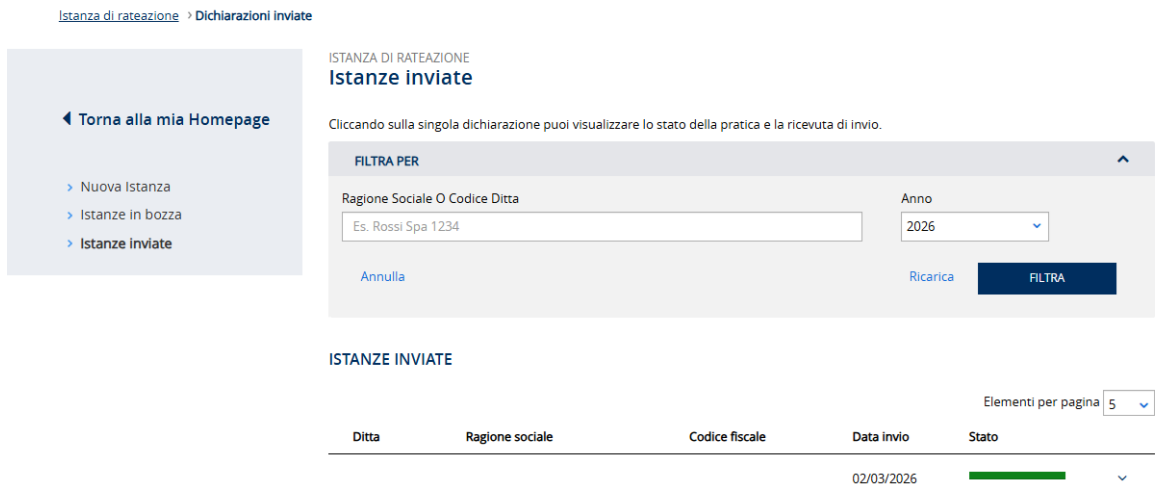 Istanza di rateazione › Dichiarazioni inviate
Torna alla mia Homepage
Nuova Istanza
Istanze in bozza
Istanze inviate
ISTANZA DI RATEAZIONE
Istanze inviate
Cliccando sulla singola dichiarazione puoi visualizzare lo stato della pratica e la ricevuta di invio.
FILTRA PER
Ragione Sociale O Codice Ditta Anno
Es. Rossi Spa 1234 2026
Annulla Ricarica FILTRA
ISTANZE INVIATE
Elementi per pagina 5
Ditta Ragione sociale Codice fiscale Data invio Stato
02/03/2026